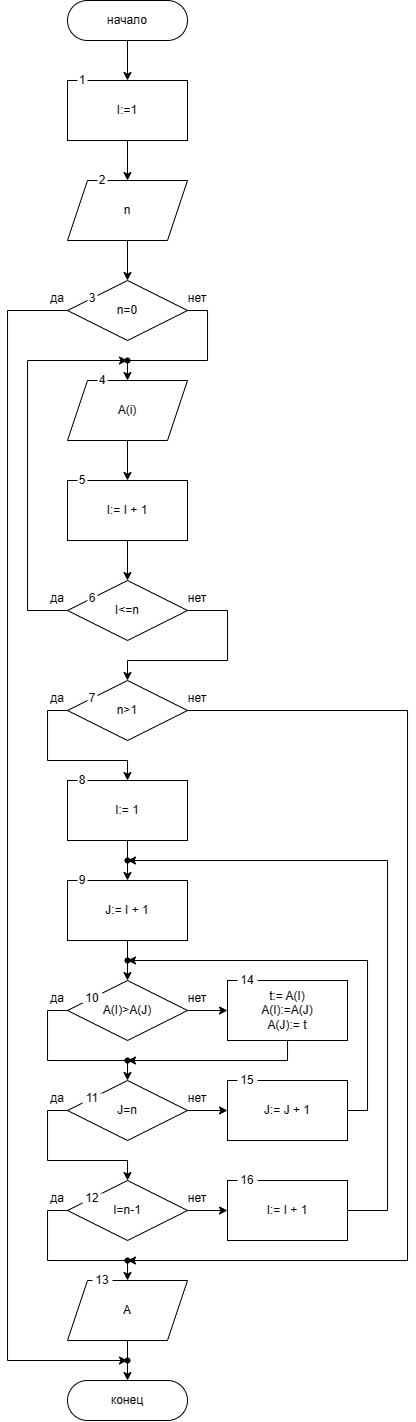 начало
1
I:=1
2
n
3
да
нет
n=0
4
A(i)
5
I:= I + 1
6
да
нет
I<=n
7
да
нет
n>1
8
I:= 1
9
J:= I + 1
10
да
нет
A(I)>A(J)
14
t:= A(I)
A(I):=A(J)
A(J):= t
11
да
нет
J=n
15
J:= J + 1
12
да
нет
I=n-1
16
I:= I + 1
13
A
конец